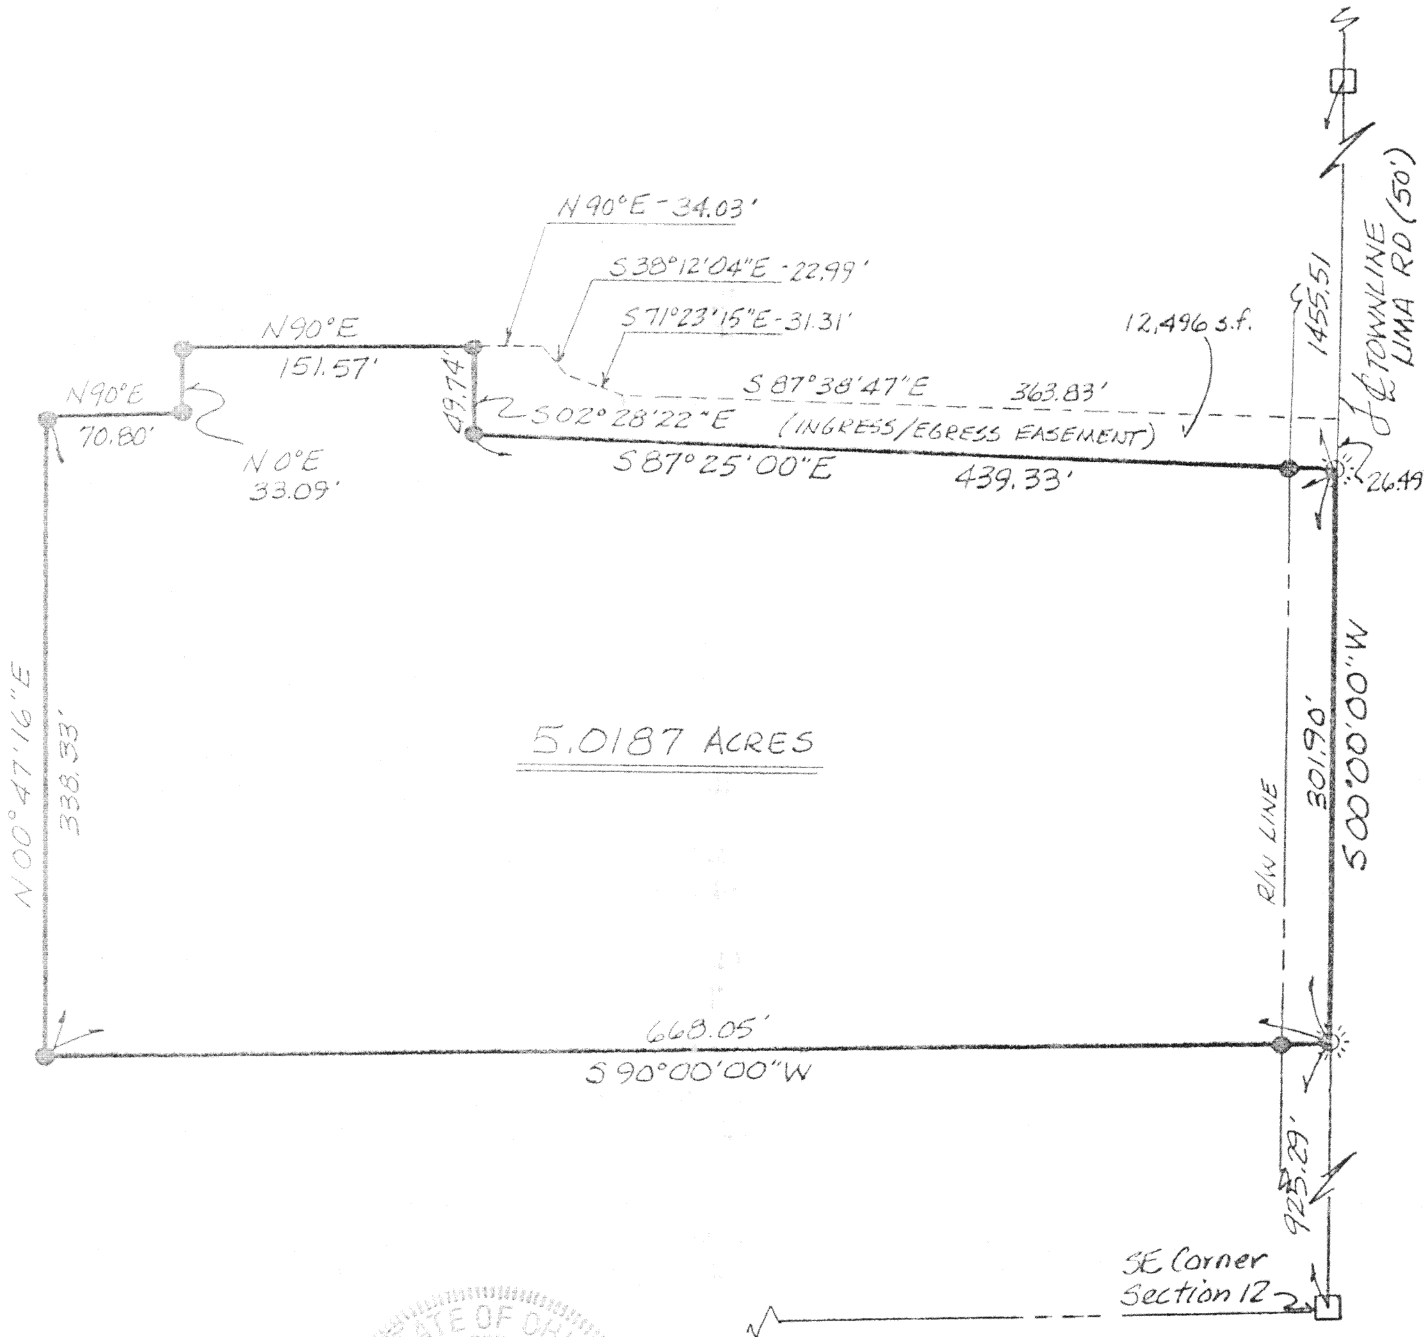 N 90°E - 34.03'
S 38°12'04"E - 22.99'
S 71°23'15"E - 31.31'
12,496 s.f.
1455.51
℄ TOWNLINE
LIMA RD (50')
N 90°E
151.57'
N 90°E
70.80'
N 0°E
33.09'
49.74'
S 02° 28'22"E
S 87°38'47"E 363.83'
(INGRESS/EGRESS EASEMENT)
S 87°25'00"E
439.33'
26.49
N 00°47'16"E
338.33'
5.0187 ACRES
R/W LINE
301.90'
S 00°00'00"W
668.05'
S 90°00'00"W
925.29'
SE Corner
Section 12